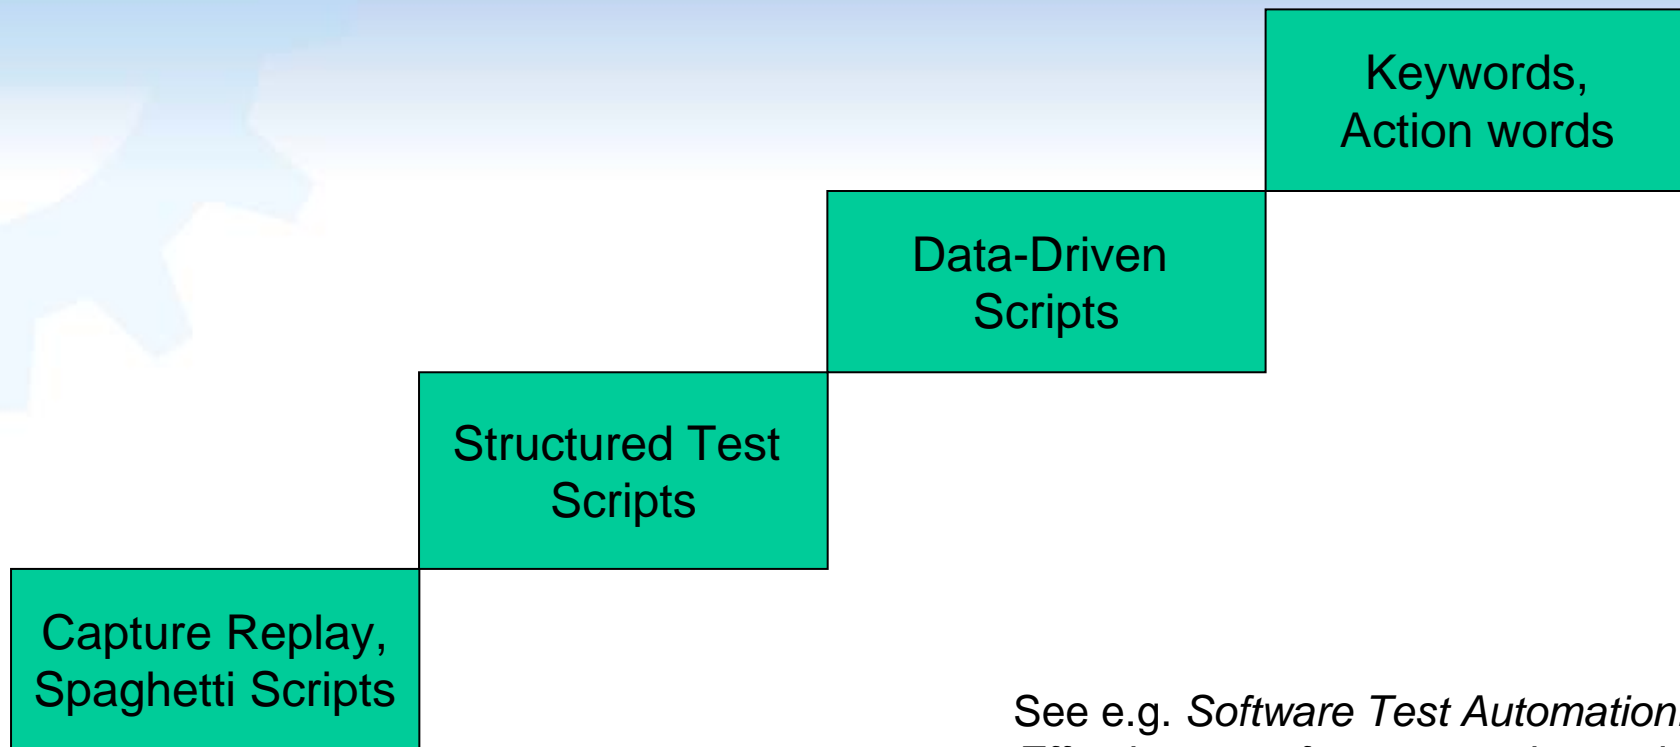 Keywords,
Action words
Data-Driven
Scripts
Structured Test
Scripts
Capture Replay,
Spaghetti Scripts
See e.g. Software Test Automation